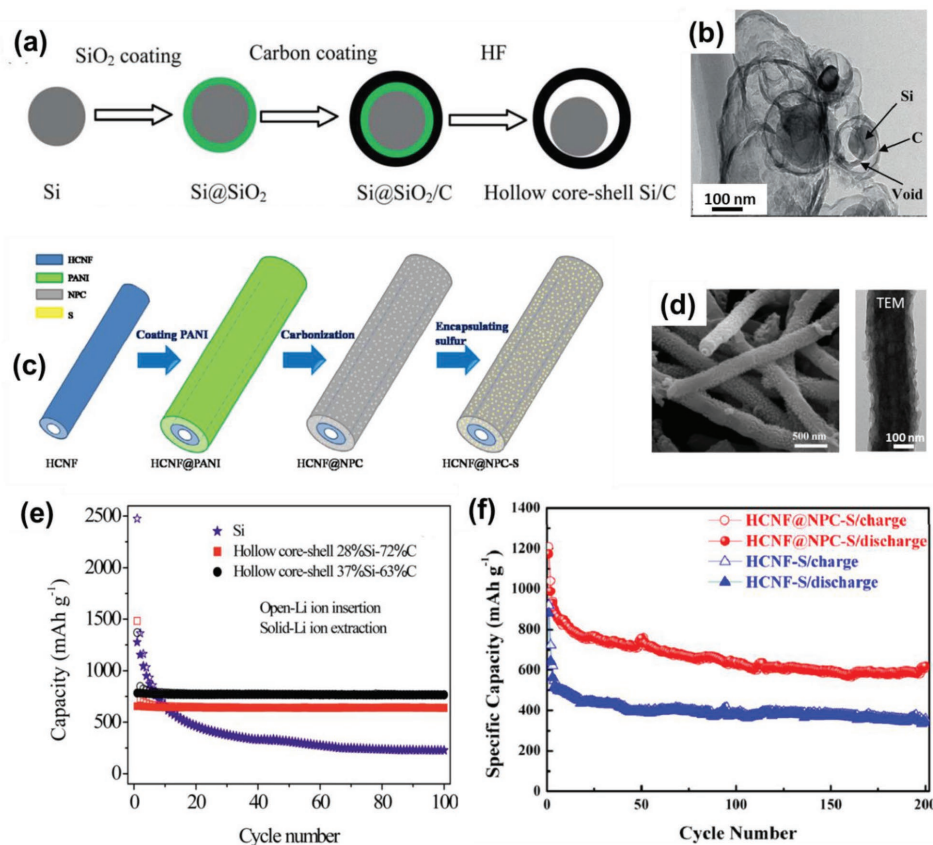 (a)
SiO₂ coating
Carbon coating
HF
Si
Si@SiO₂
Si@SiO₂/C
Hollow core-shell Si/C
(b)
Si
C
Void
100 nm
HCNF
PANI
NPC
S
(c)
Coating PANI
Carbonization
Encapsulating
sulfur
HCNF
HCNF@PANI
HCNF@NPC
HCNF@NPC-S
(d)
500 nm
TEM
100 nm
(e)
Si
Hollow core-shell 28%Si-72%C
Hollow core-shell 37%Si-63%C
Open-Li ion insertion
Solid-Li ion extraction
Capacity (mAh g⁻¹)
2500
2000
1500
1000
750
500
250
0
0 20 40 60 80 100
Cycle number
(f)
HCNF@NPC-S/charge
HCNF@NPC-S/discharge
HCNF-S/charge
HCNF-S/discharge
Specific Capacity (mAh g⁻¹)
1400
1200
1000
800
600
400
200
0
0 50 100 150 200
Cycle Number